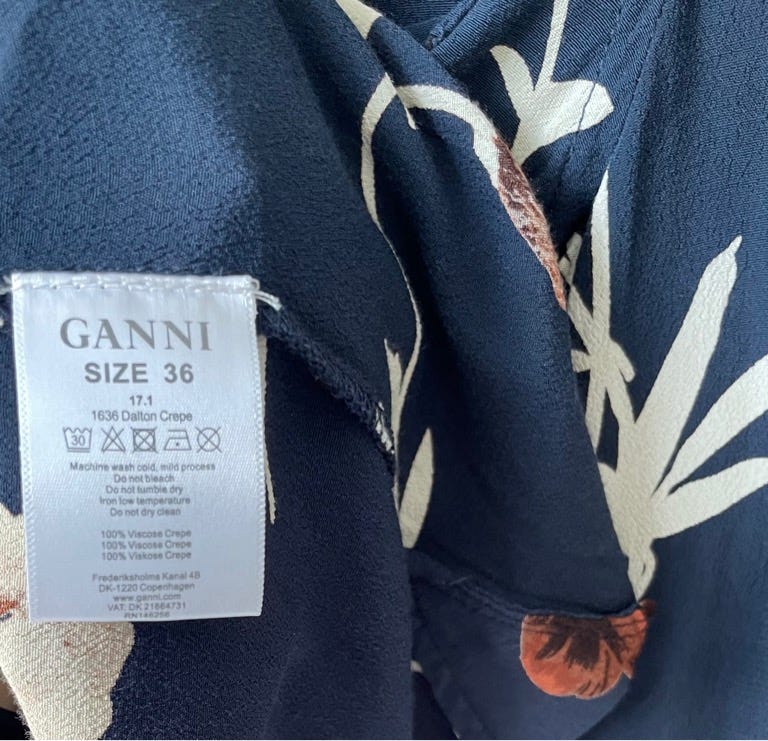 GANNI
SIZE 36
17.1
1636 Dalton Crepe
30
Machine wash cold, mild process
Do not bleach
Do not tumble dry
Iron low temperature
Do not dry clean
100% Viscose Crepe
100% Viscose Crepe
100% Viskose Crepe
Frederiksholms Kanal 4B
DK-1220 Copenhagen
www.ganni.com
VAT: DK 21864731
RN146256